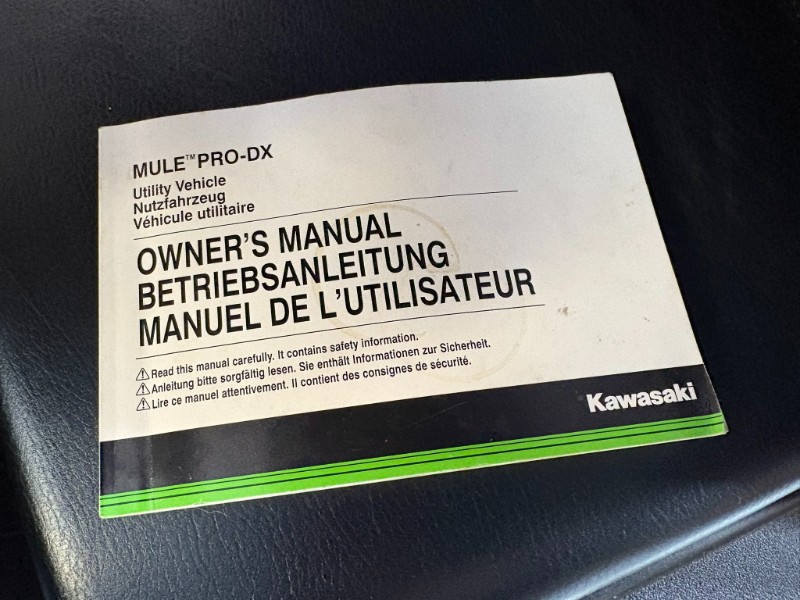 MULE™ PRO-DX
Utility Vehicle
Nutzfahrzeug
Véhicule utilitaire
OWNER'S MANUAL
BETRIEBSANLEITUNG
MANUEL DE L'UTILISATEUR
⚠Read this manual carefully. It contains safety information.
⚠Anleitung bitte sorgfältig lesen. Sie enthält Informationen zur Sicherheit.
⚠Lire ce manuel attentivement. Il contient des consignes de sécurité.
Kawasaki